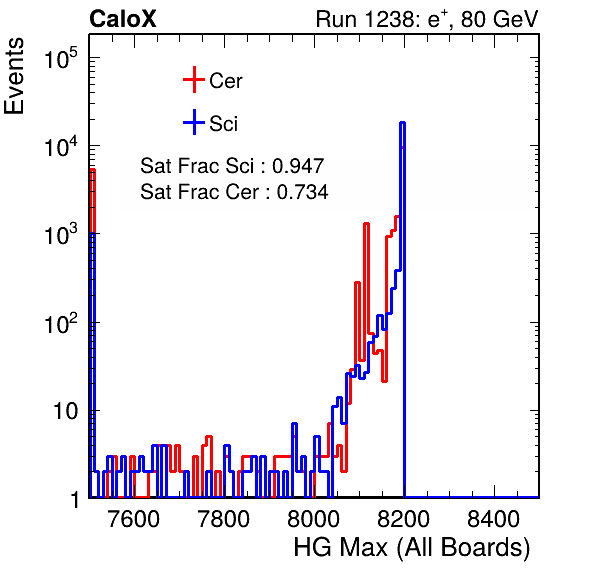 CaloX Run 1238: e⁺, 80 GeV
Events
10⁵
10⁴
10³
10²
10
1
Cer
Sci
Sat Frac Sci : 0.947
Sat Frac Cer : 0.734
7600 7800 8000 8200 8400
HG Max (All Boards)